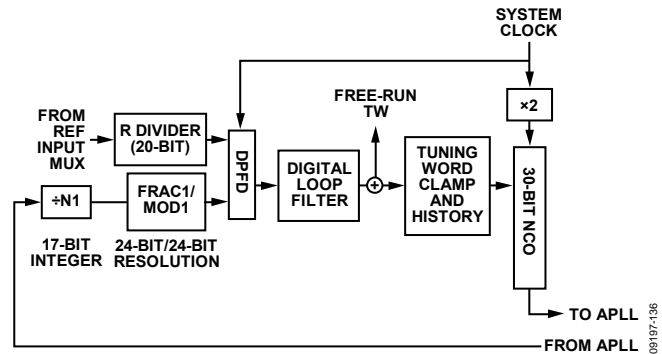 SYSTEM
CLOCK
FREE-RUN
TW
×2
FROM
REF
INPUT
MUX
R DIVIDER
(20-BIT)
DPFD
DIGITAL
LOOP
FILTER
+
TUNING
WORD
CLAMP
AND
HISTORY
30-BIT NCO
÷N1
FRAC1/
MOD1
17-BIT
INTEGER
24-BIT/24-BIT
RESOLUTION
TO APLL
FROM APLL
09197-136